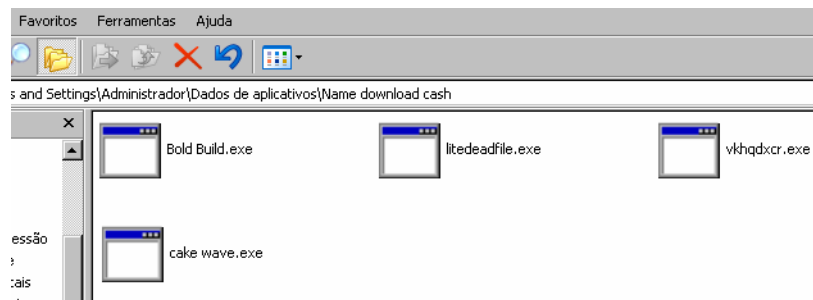 Favoritos Ferramentas Ajuda
s and Settings\Administrador\Dados de aplicativos\Name download cash
Bold Build.exe litedeadfile.exe vkhqdxcr.exe
essão
cake wave.exe
e
cais